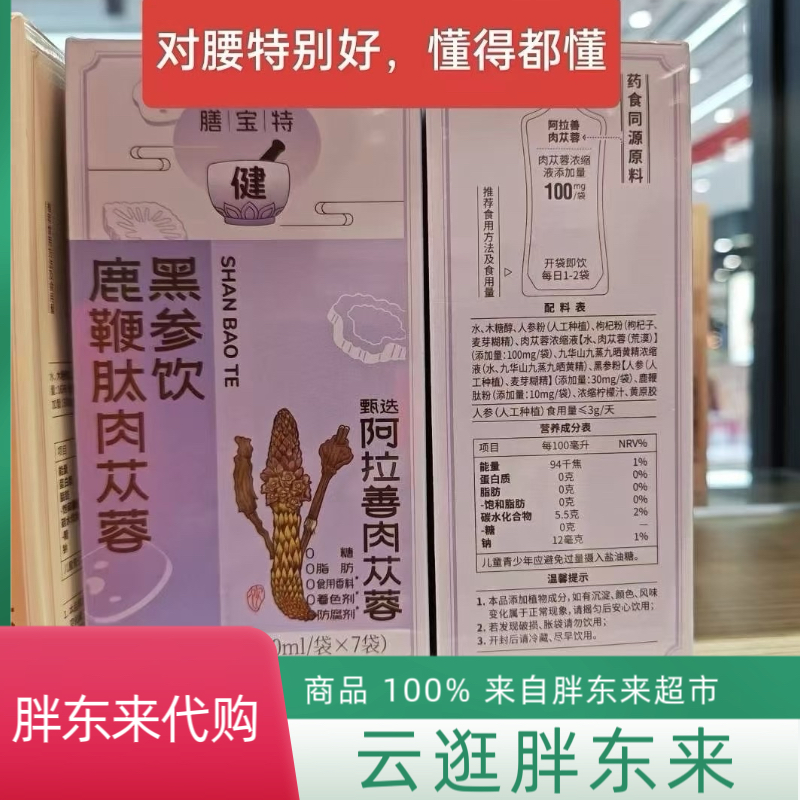 对腰特别好，懂得都懂
膳宝特
健
鹿鞭肽肉苁蓉
黑参饮
SHAN BAO TE
甄选
阿拉善肉苁蓉
0糖
0脂肪
0食用香料
0着色剂
0防腐剂
0ml/袋×7袋)
药食同源原料
阿拉善
肉苁蓉
肉苁蓉浓缩
液添加量
100mg/袋
推荐食用方法及食用量
开袋即饮
每日1-2袋
配料表
水、木糖醇、人参粉(人工种植)、枸杞粉(枸杞子、
麦芽糊精)、肉苁蓉浓缩液【水、肉苁蓉(荒漠)】
(添加量:100mg/袋)、九华山九蒸九晒黄精浓缩
液(水、九华山九蒸九晒黄精)、黑参粉【人参(人
工种植)、麦芽糊精】(添加量:30mg/袋)、鹿鞭
肽粉(添加量:10mg/袋)、浓缩柠檬汁、黄原胶
人参(人工种植)食用量≤3g/天
营养成分表
项目 每100毫升 NRV%
能量 94千焦 1%
蛋白质 0克 0%
脂肪 0克 0%
-饱和脂肪 0克 0%
碳水化合物 5.5克 2%
-糖 0克 —
钠 12毫克 1%
儿童青少年应避免过量摄入盐油糖。
温馨提示
1. 本品添加植物成分,如有沉淀、颜色、风味
变化属于正常现象,请摇匀后安心饮用;
2. 若发现破损、胀袋请勿饮用;
3. 开封后请冷藏、尽早饮用。
商品 100% 来自胖东来超市
胖东来代购
云逛胖东来